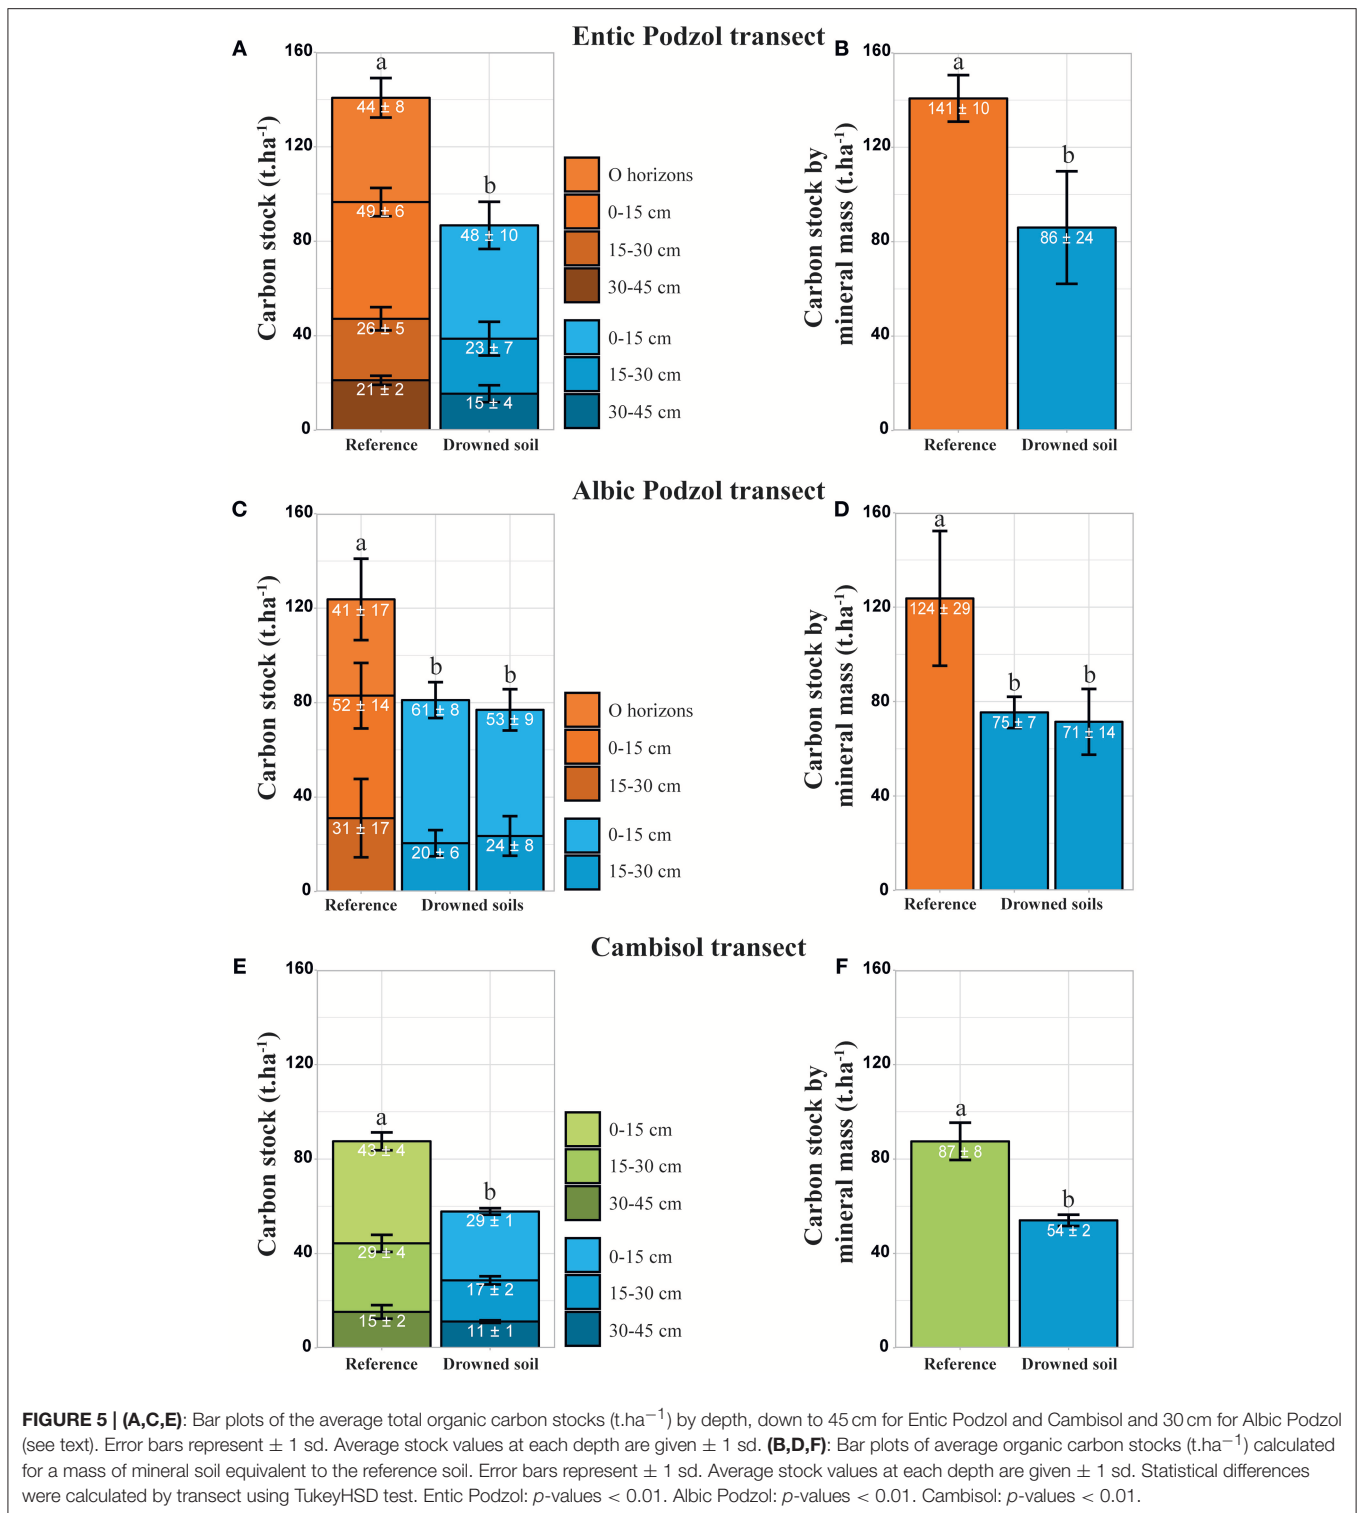 Entic Podzol transect
A
Carbon stock (t.ha-1)
160
120
80
40
0
a
44 ± 8
49 ± 6
26 ± 5
21 ± 2
b
48 ± 10
23 ± 7
15 ± 4
Reference
Drowned soil
O horizons
0-15 cm
15-30 cm
30-45 cm
0-15 cm
15-30 cm
30-45 cm
B
Carbon stock by
mineral mass (t.ha-1)
160
120
80
40
0
a
141 ± 10
b
86 ± 24
Reference
Drowned soil
Albic Podzol transect
C
Carbon stock (t.ha-1)
160
120
80
40
0
a
41 ± 17
52 ± 14
31 ± 17
b
61 ± 8
20 ± 6
b
53 ± 9
24 ± 8
Reference
Drowned soils
O horizons
0-15 cm
15-30 cm
0-15 cm
15-30 cm
D
Carbon stock by
mineral mass (t.ha-1)
160
120
80
40
0
a
124 ± 29
b
75 ± 7
b
71 ± 14
Reference
Drowned soils
Cambisol transect
E
Carbon stock (t.ha-1)
160
120
80
40
0
a
43 ± 4
29 ± 4
15 ± 2
b
29 ± 1
17 ± 2
11 ± 1
Reference
Drowned soil
0-15 cm
15-30 cm
30-45 cm
0-15 cm
15-30 cm
30-45 cm
F
Carbon stock by
mineral mass (t.ha-1)
160
120
80
40
0
a
87 ± 8
b
54 ± 2
Reference
Drowned soil
FIGURE 5 | (A,C,E): Bar plots of the average total organic carbon stocks (t.ha−1) by depth, down to 45 cm for Entic Podzol and Cambisol and 30 cm for Albic Podzol
(see text). Error bars represent ± 1 sd. Average stock values at each depth are given ± 1 sd. (B,D,F): Bar plots of average organic carbon stocks (t.ha−1) calculated
for a mass of mineral soil equivalent to the reference soil. Error bars represent ± 1 sd. Average stock values at each depth are given ± 1 sd. Statistical differences
were calculated by transect using TukeyHSD test. Entic Podzol: p-values < 0.01. Albic Podzol: p-values < 0.01. Cambisol: p-values < 0.01.